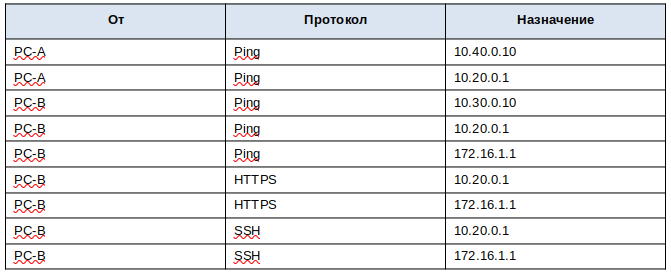 От Протокол Назначение
PC-A Ping 10.40.0.10
PC-A Ping 10.20.0.1
PC-B Ping 10.30.0.10
PC-B Ping 10.20.0.1
PC-B Ping 172.16.1.1
PC-B HTTPS 10.20.0.1
PC-B HTTPS 172.16.1.1
PC-B SSH 10.20.0.1
PC-B SSH 172.16.1.1